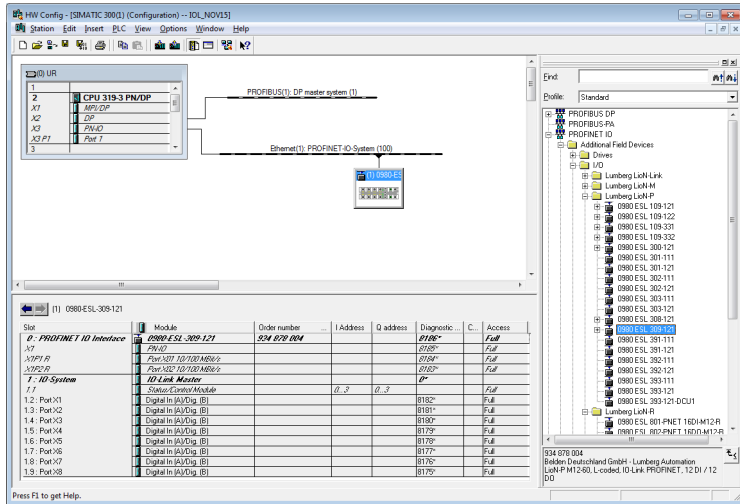 HW Config - [SIMATIC 300(1) (Configuration) -- IOL_NOV15]
Station Edit Insert PLC View Options Window Help
(0) UR
1
2 CPU 319-3 PN/DP
X1 MPI/DP
X2 DP
X3 PN-IO
X3 P1 Port 1
3
PROFIBUS(1): DP master system (1)
Ethernet(1): PROFINET-IO-System (100)
(1) 0980-ES
Find:
Profile: Standard
PROFIBUS DP
PROFIBUS-PA
PROFINET IO
Additional Field Devices
Drives
I/O
Lumberg LioN-Link
Lumberg LioN-M
Lumberg LioN-P
0980 ESL 109-121
0980 ESL 109-122
0980 ESL 109-331
0980 ESL 109-332
0980 ESL 300-121
0980 ESL 301-111
0980 ESL 301-121
0980 ESL 302-111
0980 ESL 302-121
0980 ESL 303-111
0980 ESL 303-121
0980 ESL 308-121
0980 ESL 309-121
0980 ESL 391-111
0980 ESL 391-121
0980 ESL 392-111
0980 ESL 392-121
0980 ESL 393-111
0980 ESL 393-121
0980 ESL 393-121-DCU1
Lumberg LioN-R
0980 ESL 801-PNET 16DI-M12-R
0980 ESL 802-PNET 16DO-M12-R
934 878 004
Belden Deutschland GmbH - Lumberg Automation
LioN-P M12-60, L-coded, IO-Link PROFINET, 12 DI / 12
DO
(1) 0980-ESL-309-121
Slot Module Order number ... I Address Q address Diagnostic ... C... Access
0 : PROFINET IO Interface 0980-ESL-309-121 934 878 004 8186* Full
X1 PN-IO 8185* Full
X1P1 R Port X01 10/100 MBit/s 8184* Full
X1P2 R Port X02 10/100 MBit/s 8183* Full
1 : IO-System IO-Link Master 0*
1.1 Status/Control Module 0...3 0...3 Full
1.2 : Port X1 Digital In (A)/Dig. (B) 8182* Full
1.3 : Port X2 Digital In (A)/Dig. (B) 8181* Full
1.4 : Port X3 Digital In (A)/Dig. (B) 8180* Full
1.5 : Port X4 Digital In (A)/Dig. (B) 8179* Full
1.6 : Port X5 Digital In (A)/Dig. (B) 8178* Full
1.7 : Port X6 Digital In (A)/Dig. (B) 8177* Full
1.8 : Port X7 Digital In (A)/Dig. (B) 8176* Full
1.9 : Port X8 Digital In (A)/Dig. (B) 8175* Full
Press F1 to get Help.